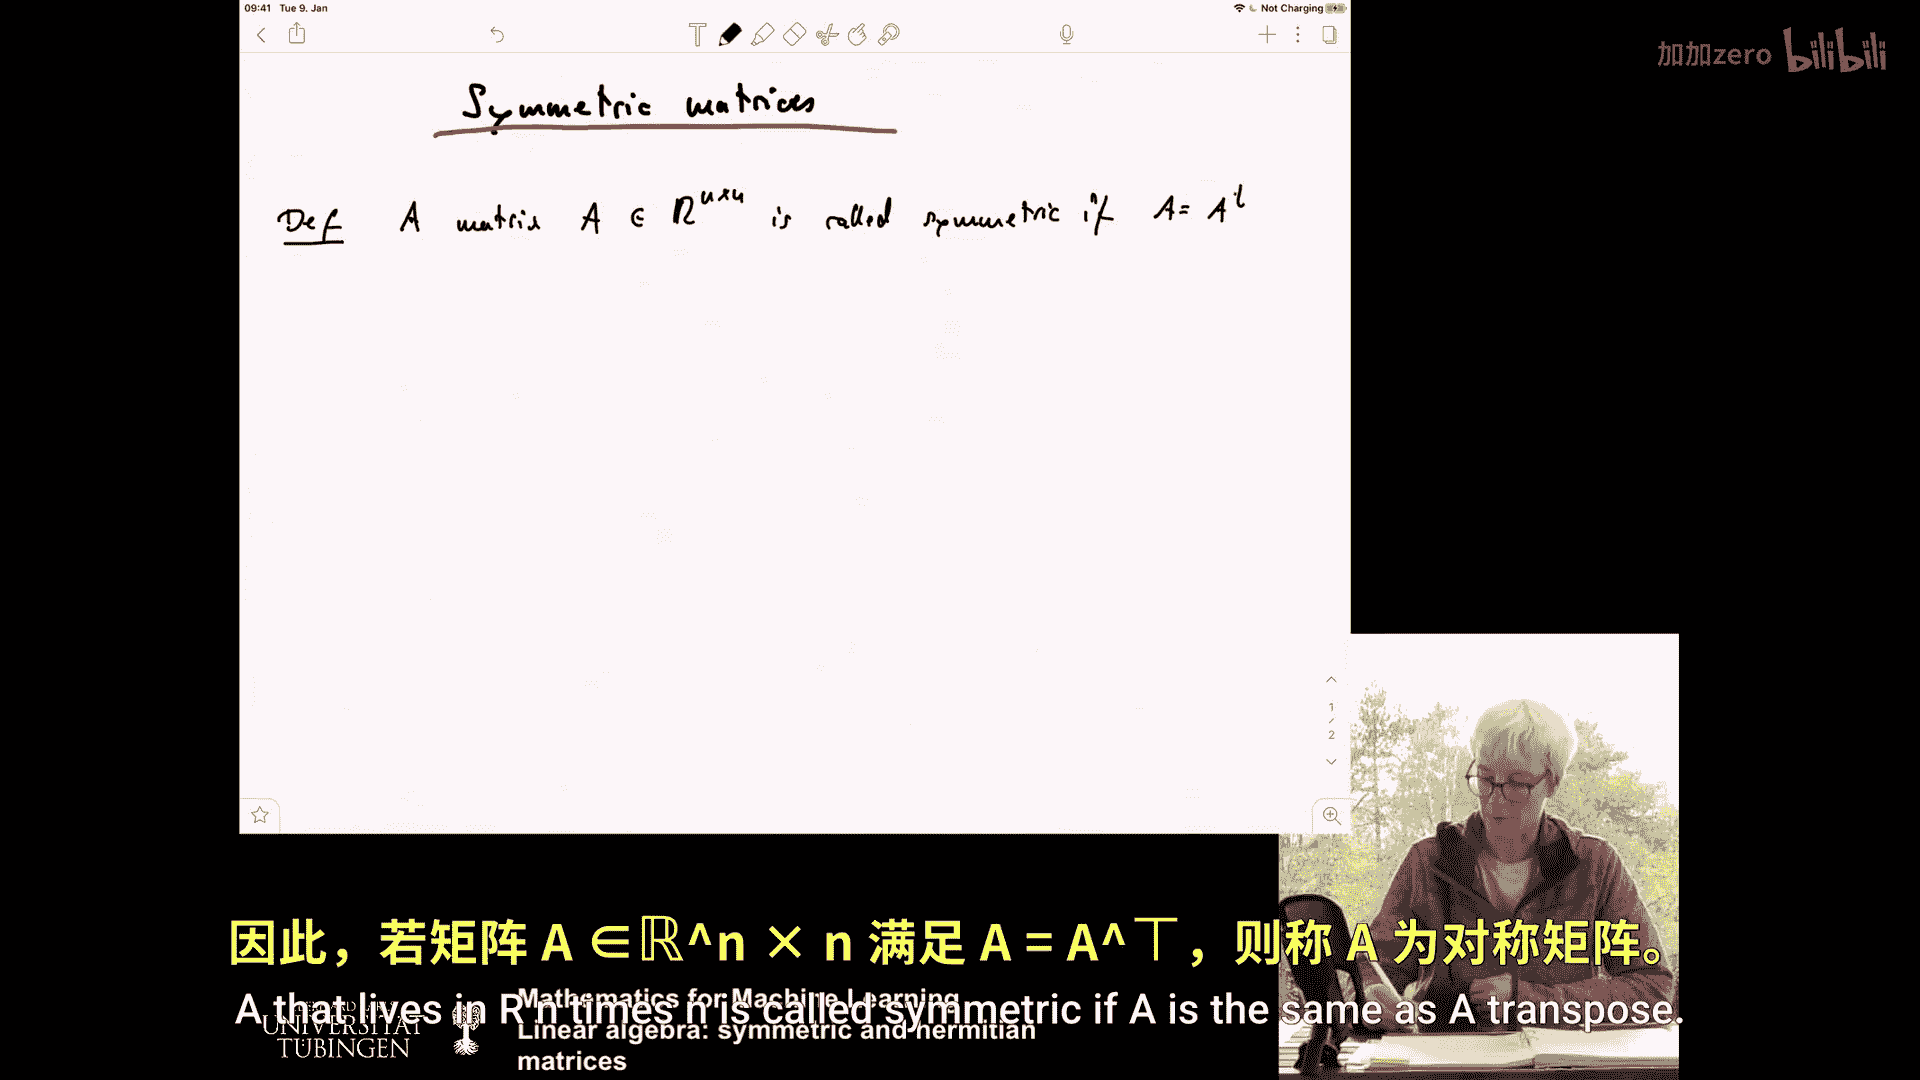 09:41 Tue 9. Jan
Not Charging
加加zero bilibili
Symmetric matrices
Def A matrix A ∈ ℝⁿˣⁿ is called symmetric if A = Aᵗ
1
/
2
因此，若矩阵 A ∈ℝ^n × n 满足 A = A^⊤，则称 A 为对称矩阵。
A that lives in R n times n is called symmetric if A is the same as A transpose.
Mathematics for Machine Learning
UNIVERSITÄT
Linear algebra: symmetric and hermitian
TÜBINGEN
matrices